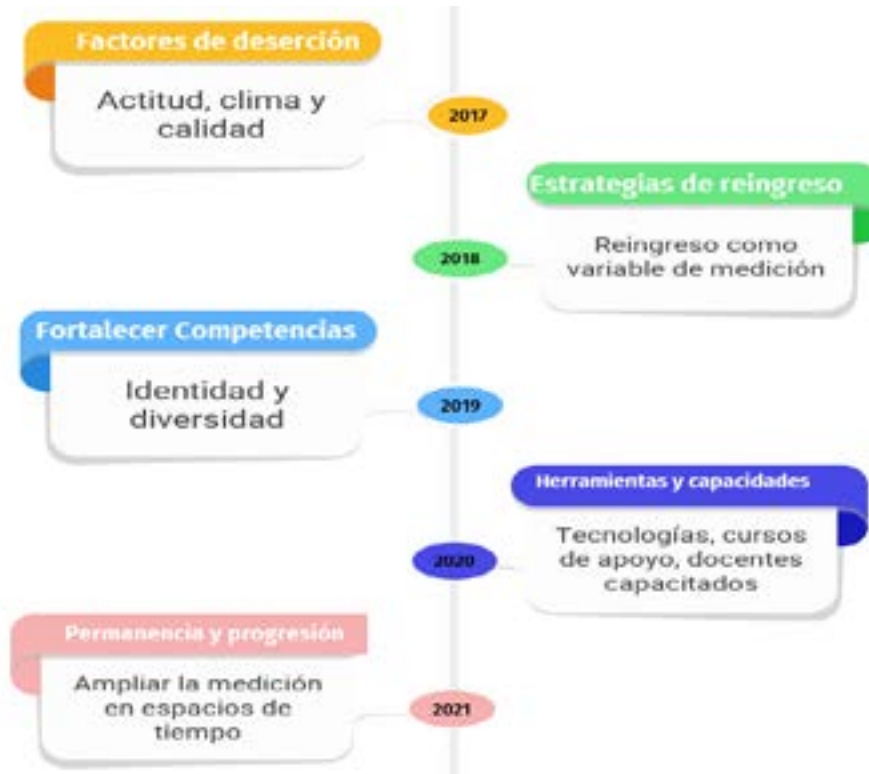 Factores de deserción
Actitud, clima y
calidad
2017
Estrategias de reingreso
Reingreso como
variable de medición
2018
Fortalecer Competencias
Identidad y
diversidad
2019
Herramientas y capacidades
Tecnologías, cursos
de apoyo, docentes
capacitados
2020
Permanencia y progresión
Ampliar la medición
en espacios de
tiempo
2021